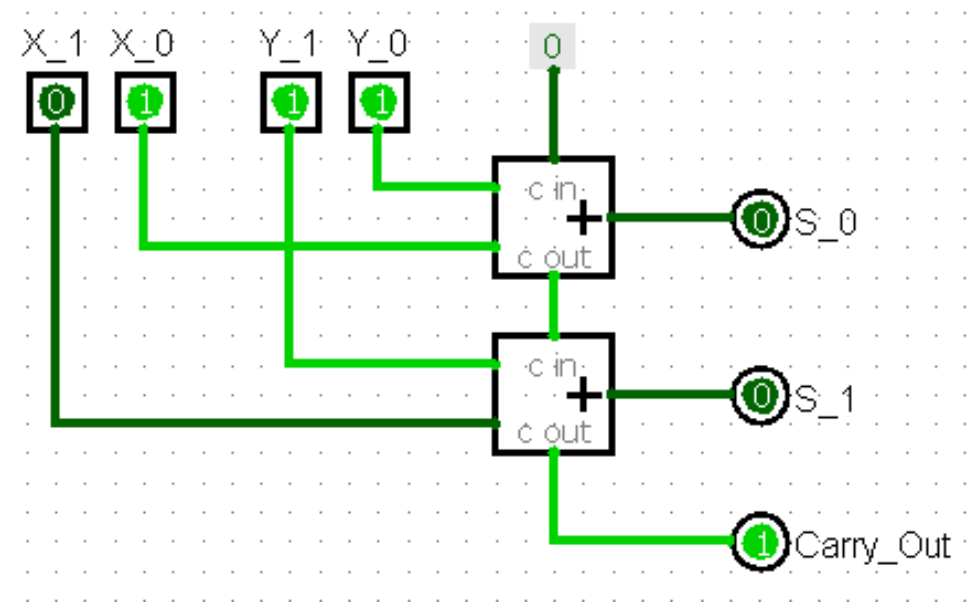 X_1 X_0 Y_1 Y_0 0
0 1 1 1
c in
+
0 S_0
c out
c in
+
0 S_1
c out
1 Carry_Out